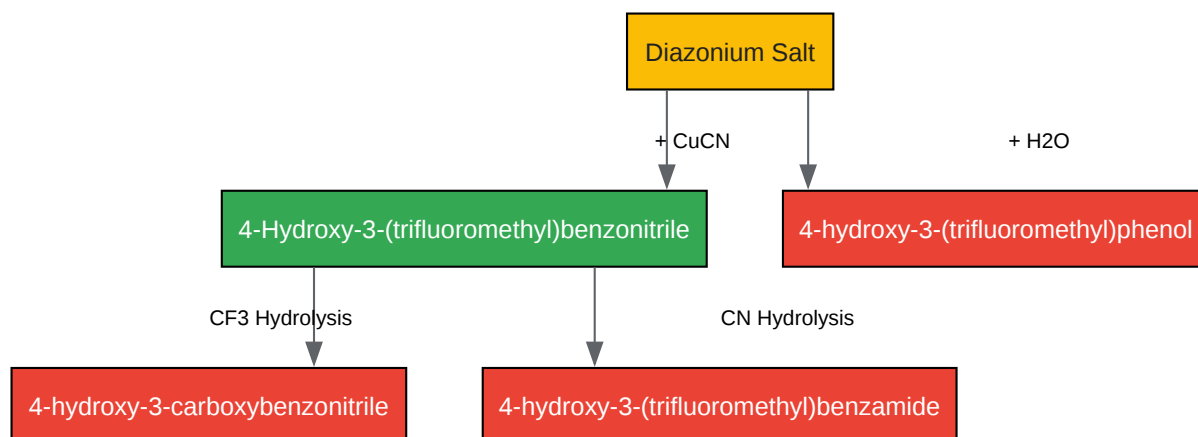 Diazonium Salt
+ CuCN
+ H2O
4-Hydroxy-3-(trifluoromethyl)benzonitrile
4-hydroxy-3-(trifluoromethyl)phenol
CF3 Hydrolysis
CN Hydrolysis
4-hydroxy-3-carboxybenzonitrile
4-hydroxy-3-(trifluoromethyl)benzamide